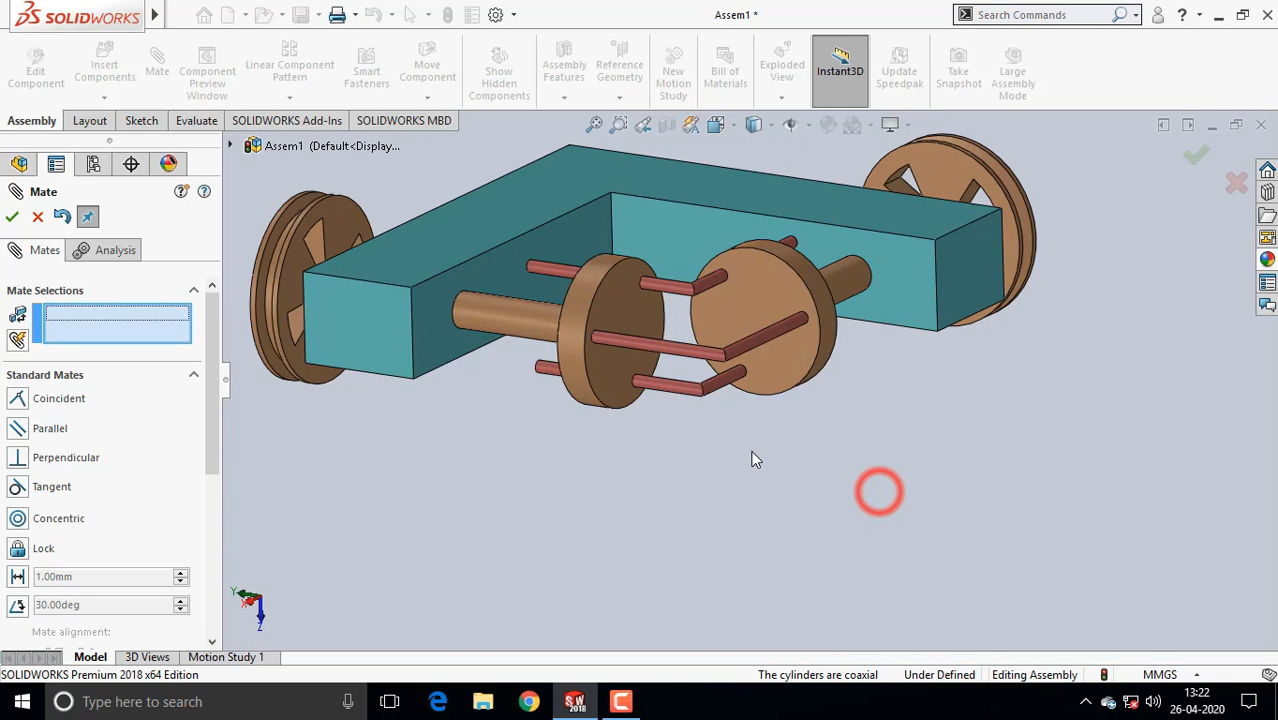 SOLIDWORKS
Assem1 *
Search Commands
?
Edit Component
Insert Components
Mate
Component Preview Window
Linear Component Pattern
Smart Fasteners
Move Component
Show Hidden Components
Assembly Features
Reference Geometry
New Motion Study
Bill of Materials
Exploded View
Instant3D
Update Speedpak
Take Snapshot
Large Assembly Mode
Assembly
Layout
Sketch
Evaluate
SOLIDWORKS Add-Ins
SOLIDWORKS MBD
Assem1 (Default<Display...
Mate
Mates
Analysis
Mate Selections
Standard Mates
Coincident
Parallel
Perpendicular
Tangent
Concentric
Lock
1.00mm
30.00deg
Mate alignment:
Y
X
Z
Model
3D Views
Motion Study 1
SOLIDWORKS Premium 2018 x64 Edition
The cylinders are coaxial
Under Defined
Editing Assembly
MMGS
Type here to search
SW
2018
13:22
26-04-2020